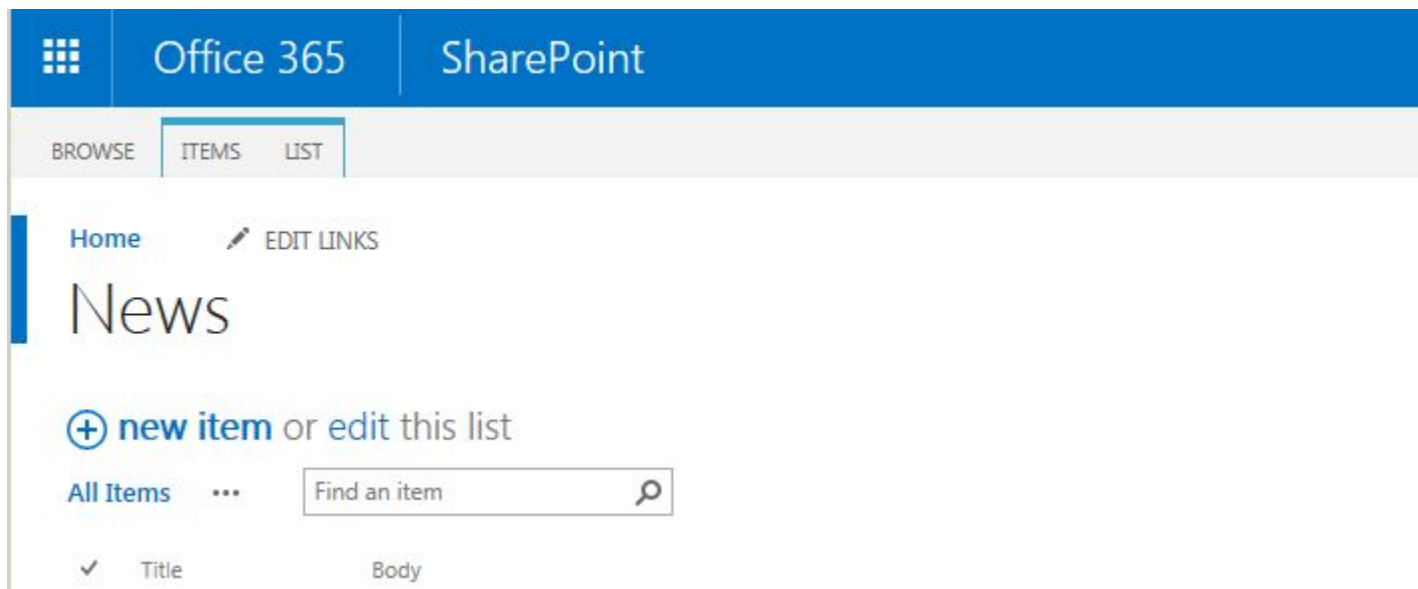 Office 365 SharePoint
BROWSE ITEMS LIST
Home EDIT LINKS
News
new item or edit this list
All Items ... Find an item
Title Body